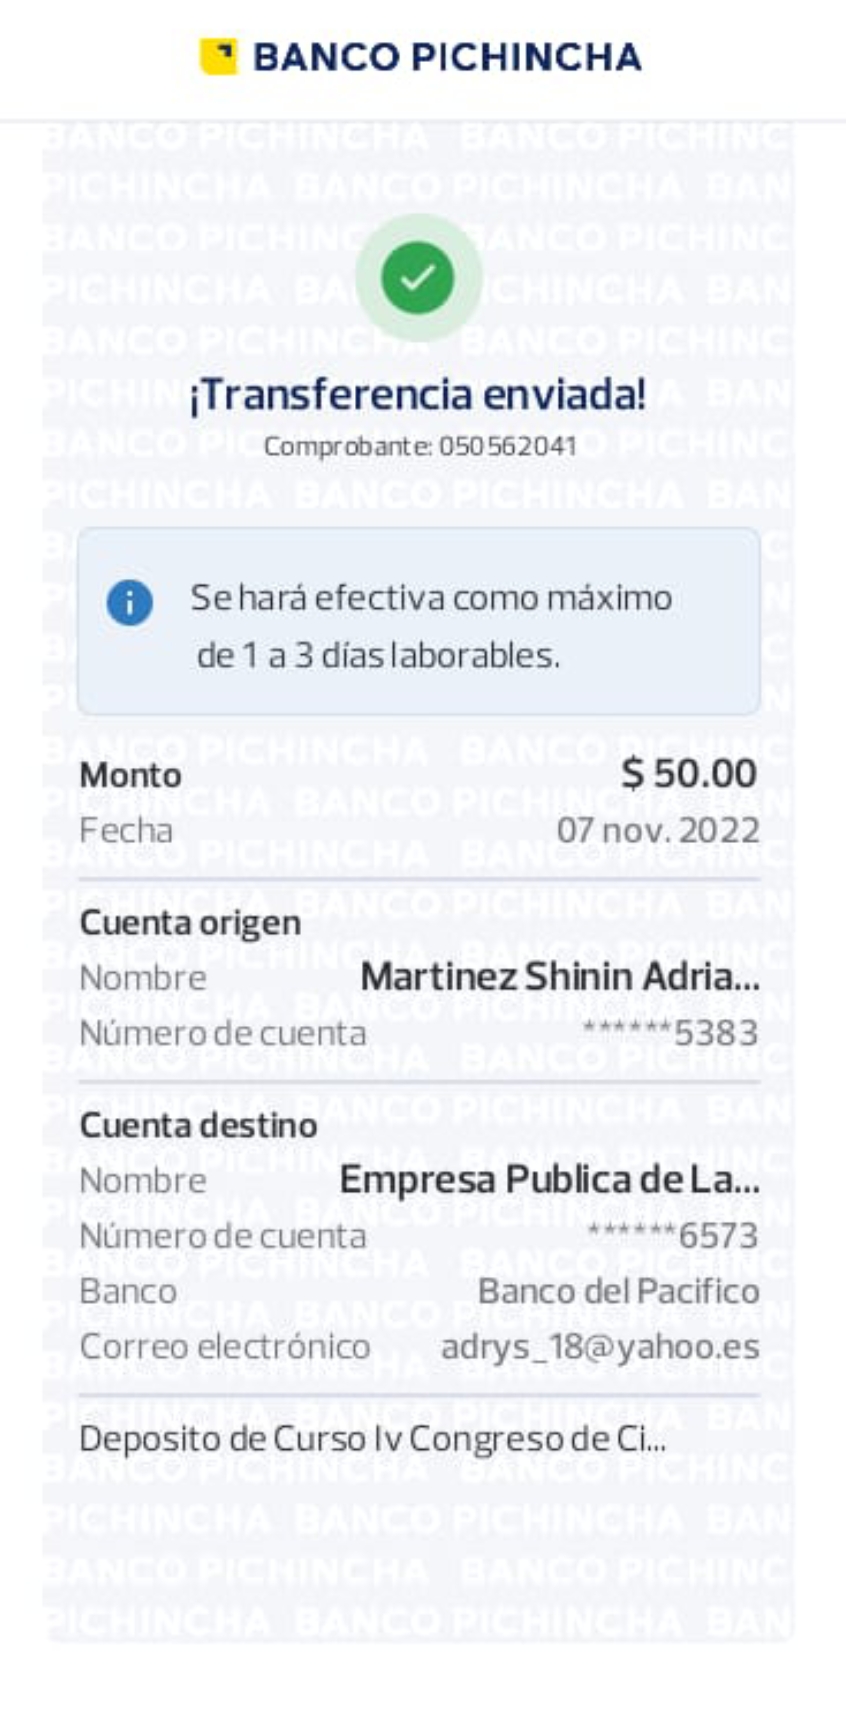 BANCO PICHINCHA
¡Transferencia enviada!
Comprobante: 050562041
Se hará efectiva como máximo
de 1 a 3 días laborables.
Monto $ 50.00
Fecha 07 nov. 2022
Cuenta origen
Nombre Martinez Shinin Adria...
Número de cuenta ******5383
Cuenta destino
Nombre Empresa Publica de La...
Número de cuenta ******6573
Banco Banco del Pacifico
Correo electrónico adrys_18@yahoo.es
Deposito de Curso Iv Congreso de Ci...